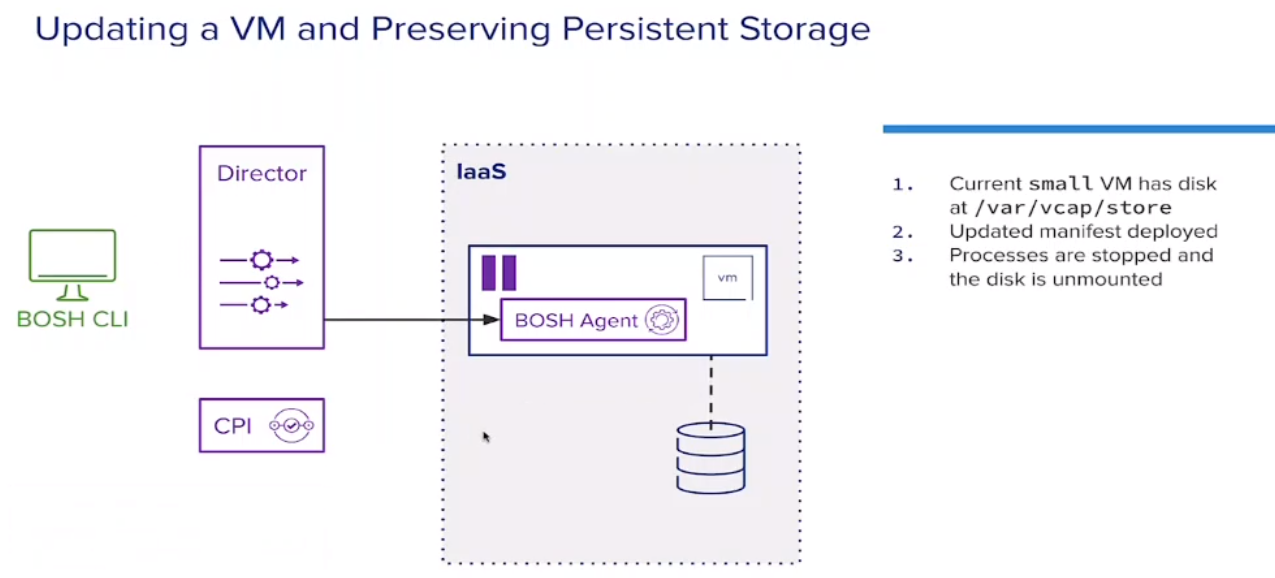 Updating a VM and Preserving Persistent Storage
Director
BOSH CLI
CPI
IaaS
vm
BOSH Agent
1. Current small VM has disk
at /var/vcap/store
2. Updated manifest deployed
3. Processes are stopped and
the disk is unmounted